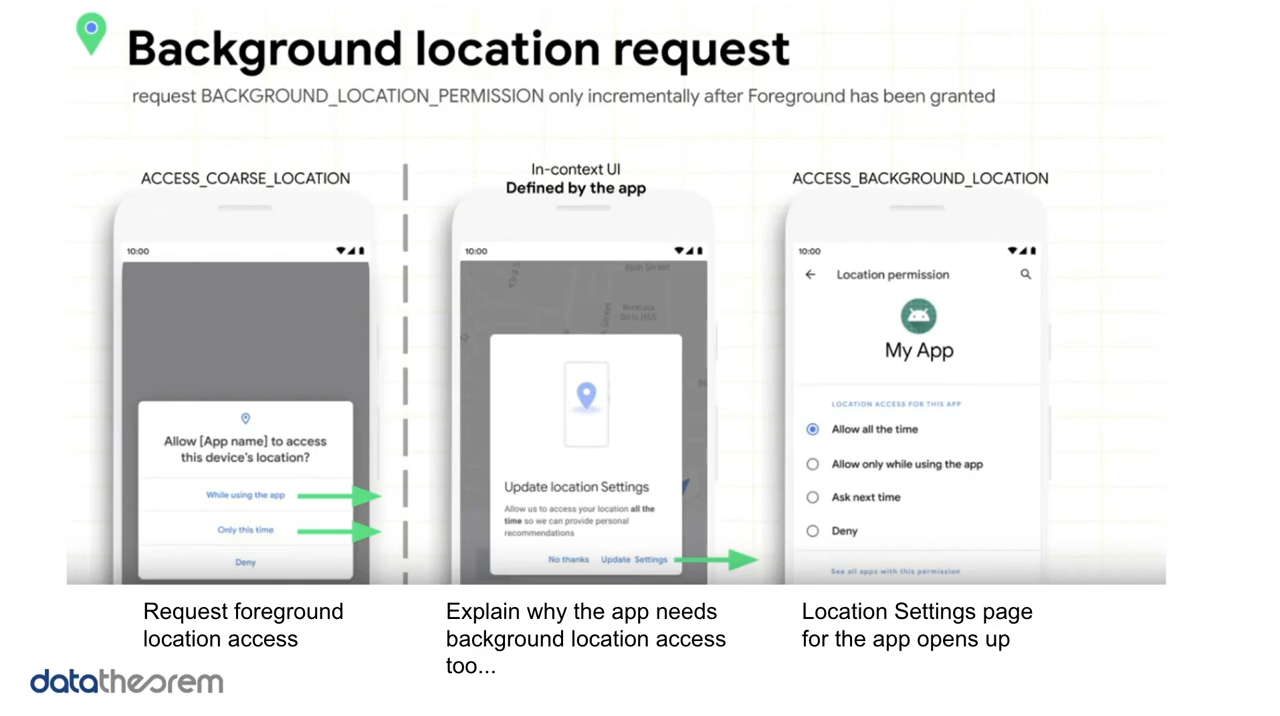 Background location request
request BACKGROUND_LOCATION_PERMISSION only incrementally after Foreground has been granted
ACCESS_COARSE_LOCATION
10:00
Allow [App name] to access
this device's location?
While using the app
Only this time
Deny
In-context UI
Defined by the app
10:00
86th Street
Street
Girls HSS
Update location Settings
Allow us to access your location all the
time so we can provide personal
recommendations
No thanks Update Settings
ACCESS_BACKGROUND_LOCATION
10:00
Location permission
My App
LOCATION ACCESS FOR THIS APP
Allow all the time
Allow only while using the app
Ask next time
Deny
See all apps with this permission
Request foreground
location access
Explain why the app needs
background location access
too...
Location Settings page
for the app opens up
datatheorem